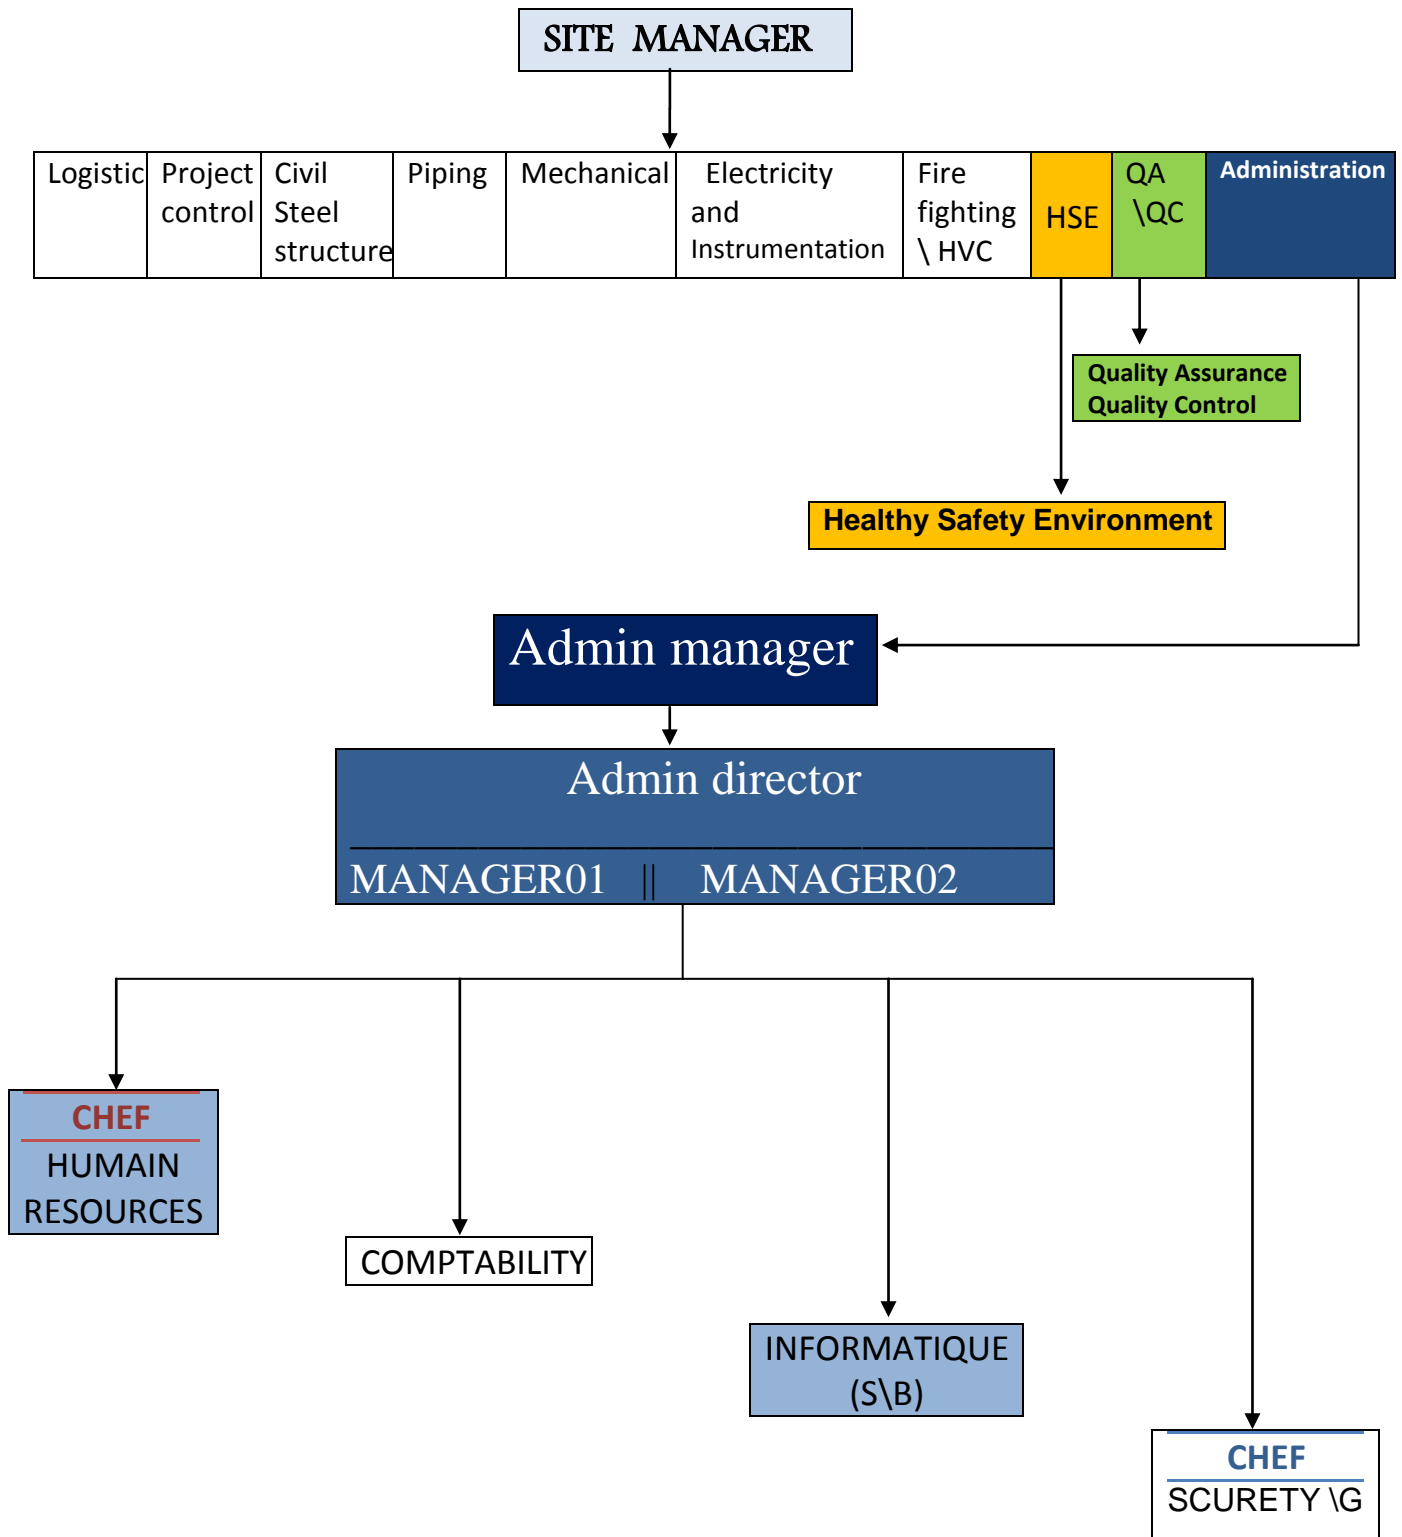 SITE MANAGER
Logistic
Project
control
Civil
Steel
structure
Piping
Mechanical
Electricity
and
Instrumentation
Fire
fighting
\ HVC
HSE
QA
\QC
Administration
Quality Assurance
Quality Control
Healthy Safety Environment
Admin manager
Admin director
MANAGER01 || MANAGER02
CHEF
HUMAIN
RESOURCES
COMPTABILITY
INFORMATIQUE
(S\B)
CHEF
SCURETY \G